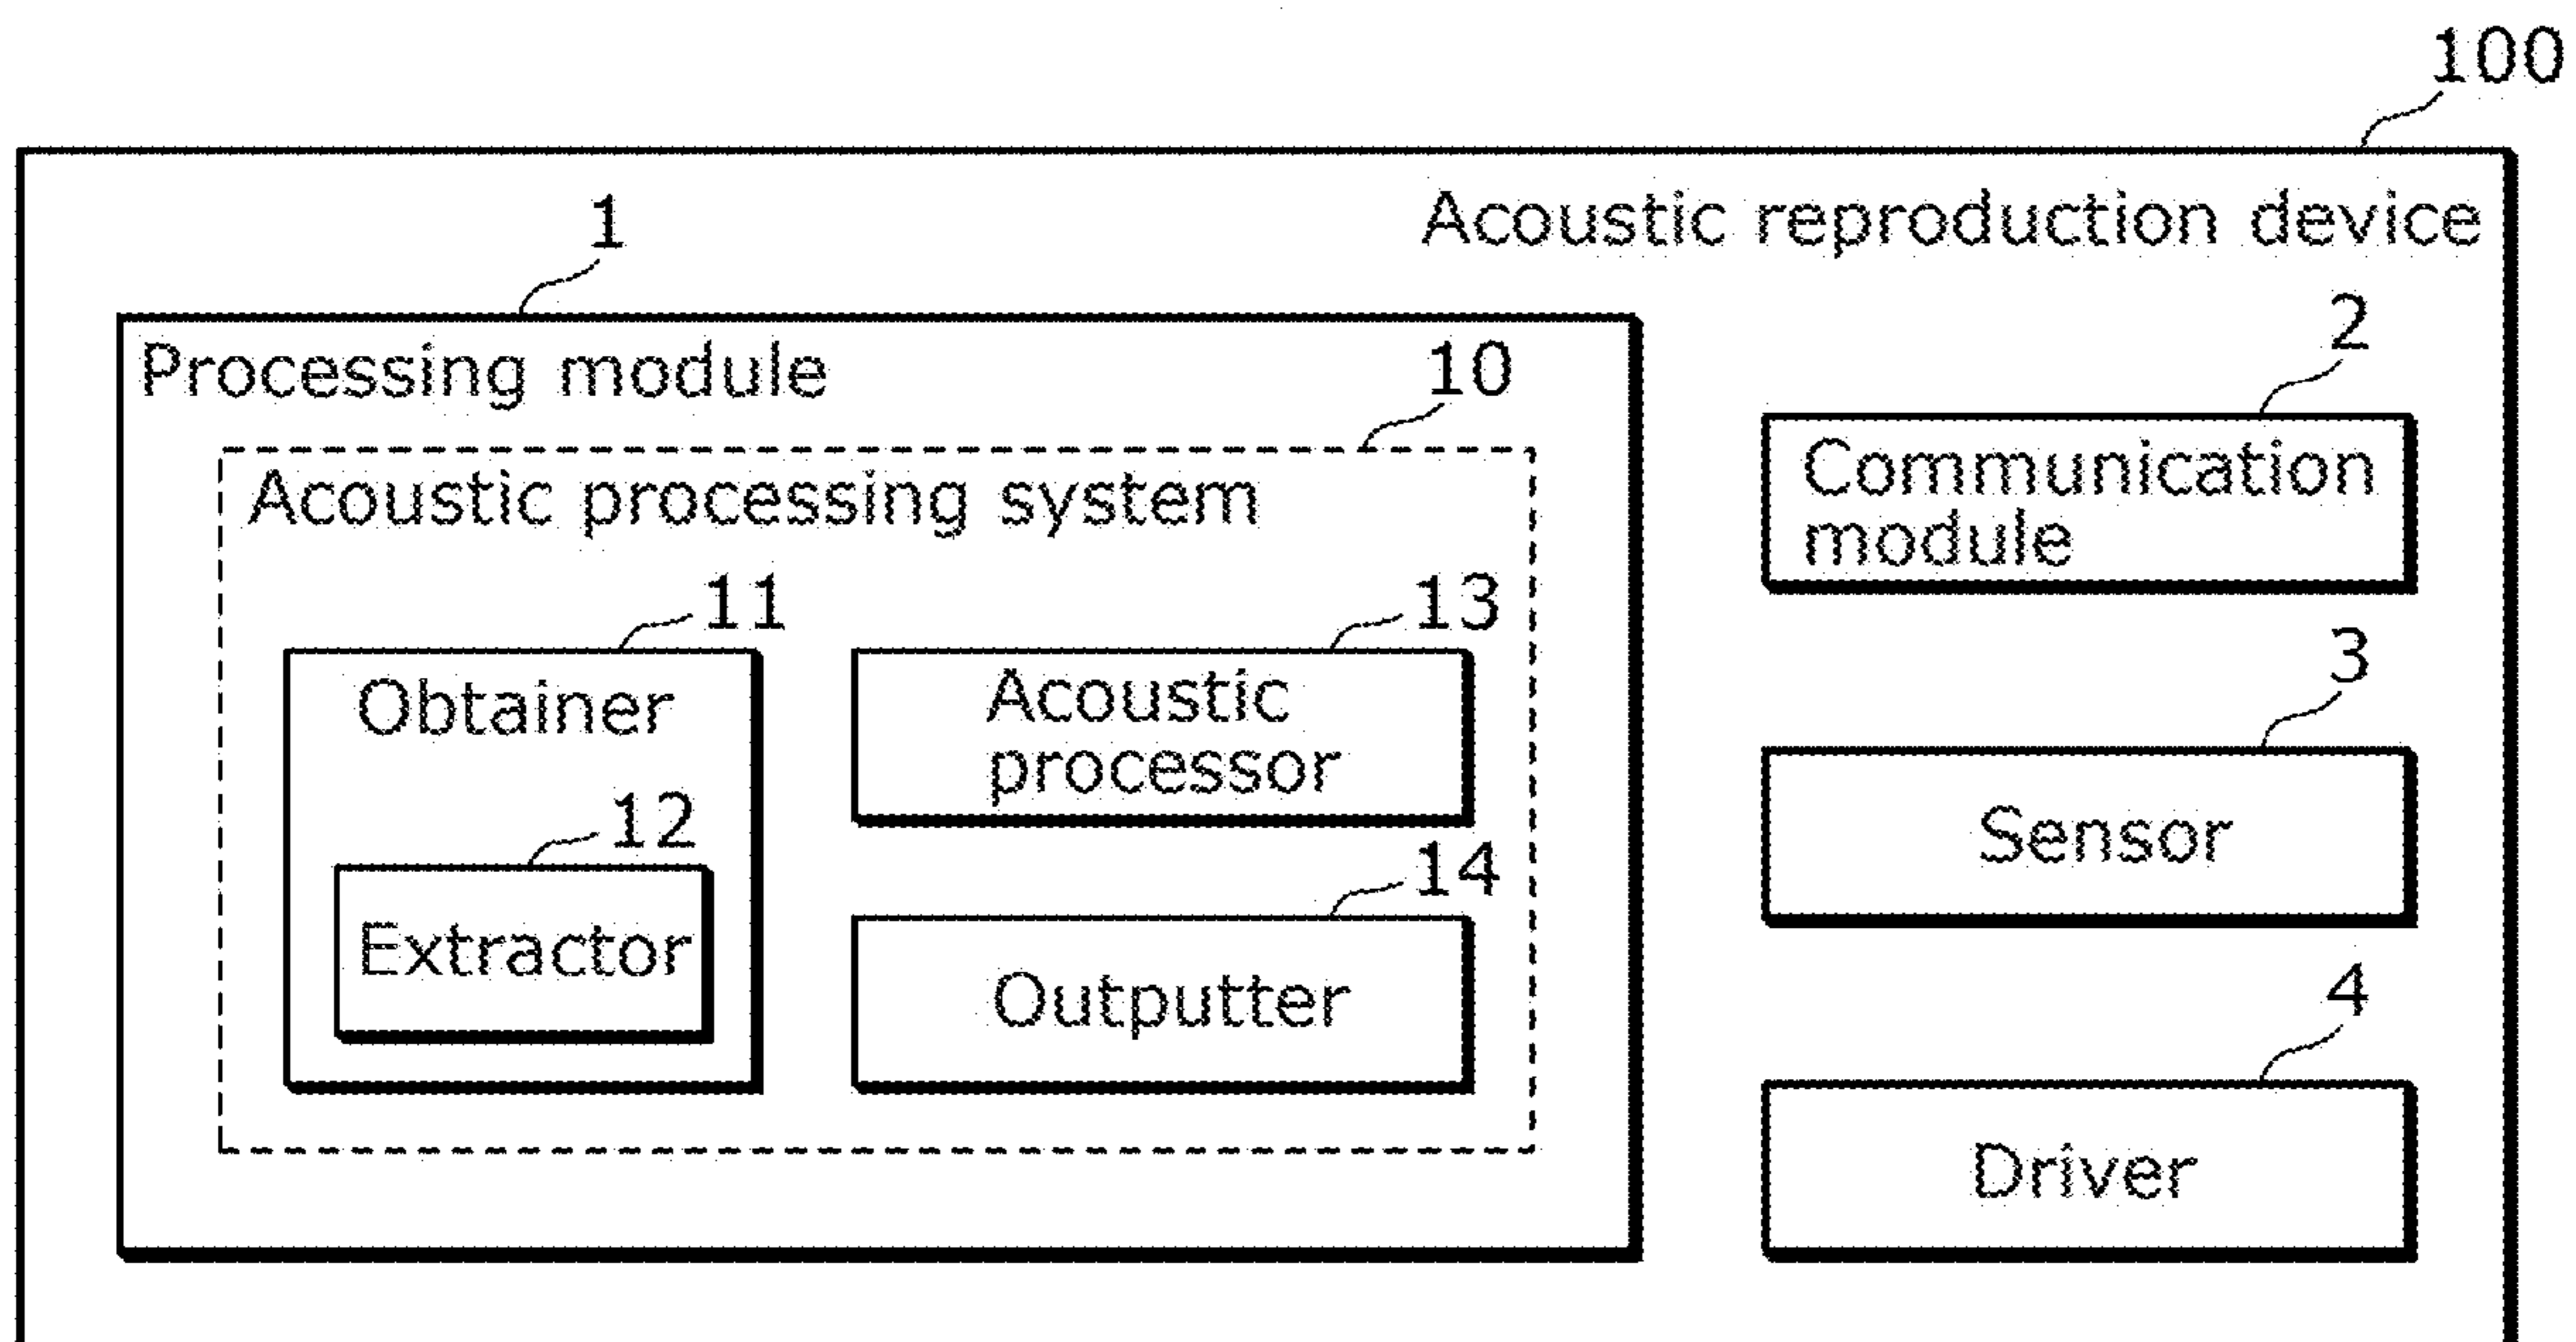 100
Acoustic reproduction device
1
Processing module
10
Acoustic processing system
11
Obtainer
12
Extractor
13
Acoustic
processor
14
Outputter
2
Communication
module
3
Sensor
4
Driver